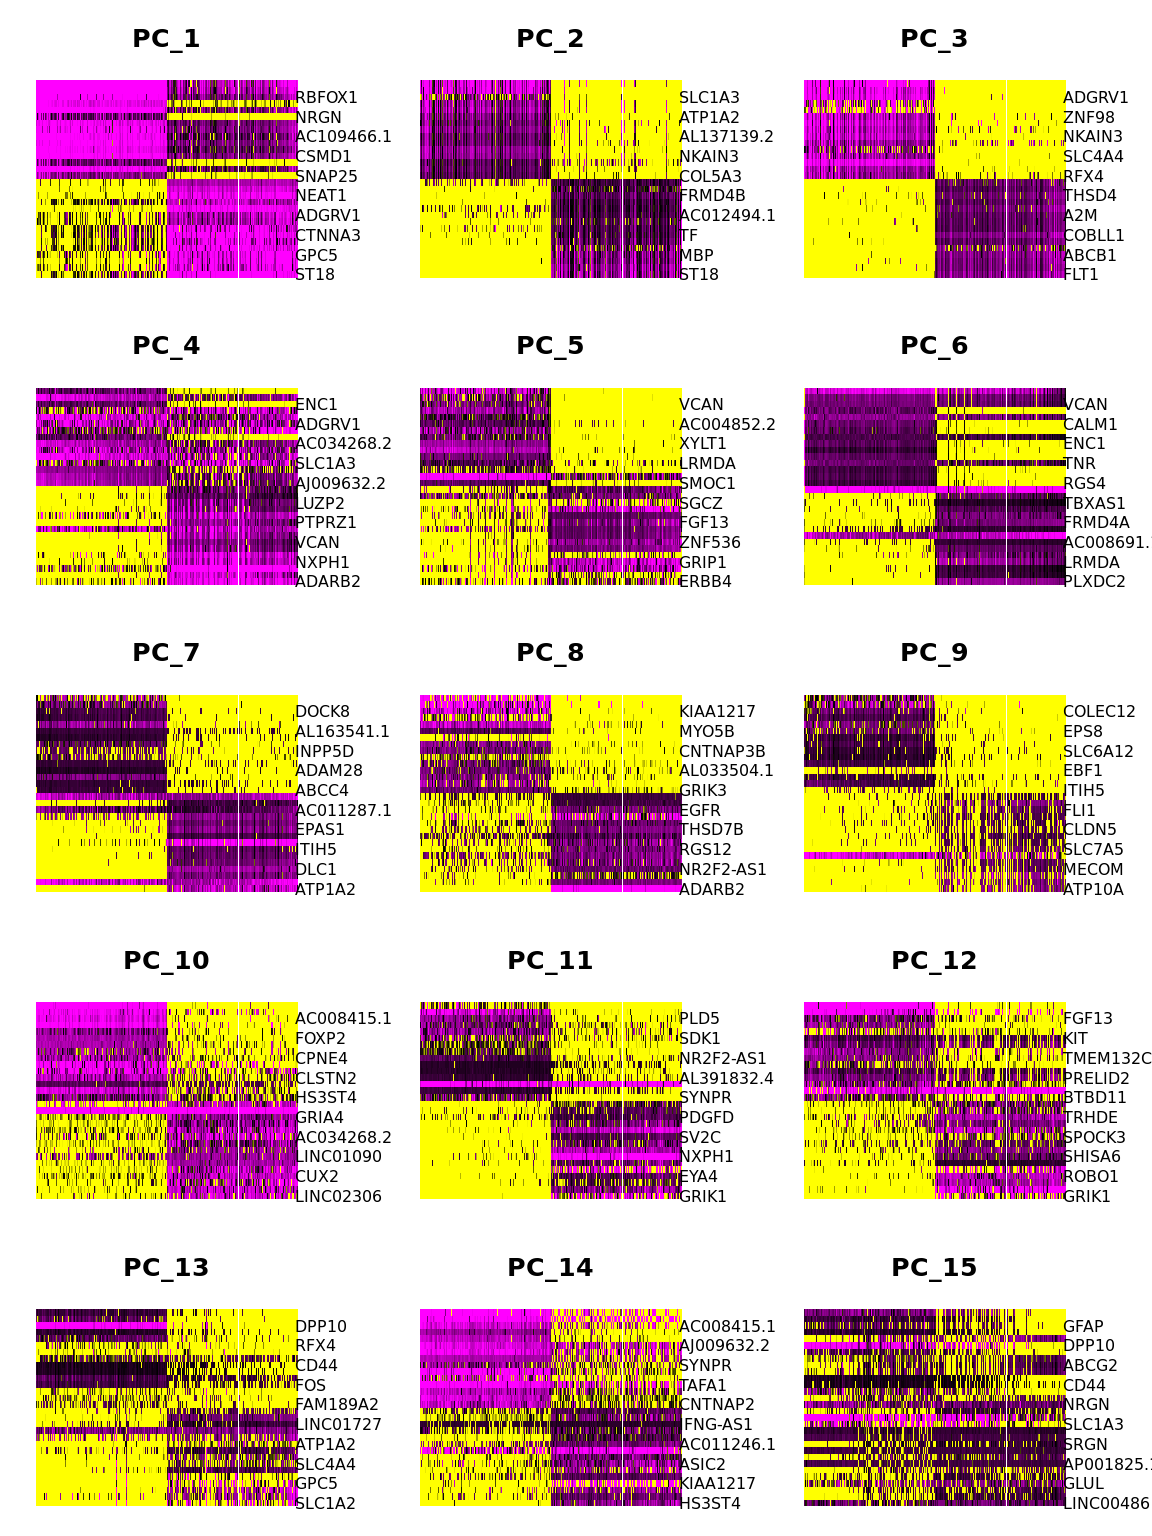 PC_1 PC_2 PC_3
RBFOX1
NRGN
AC109466.1
CSMD1
SNAP25
NEAT1
ADGRV1
CTNNA3
GPC5
ST18
SLC1A3
ATP1A2
AL137139.2
NKAIN3
COL5A3
FRMD4B
AC012494.1
TF
MBP
ST18
ADGRV1
ZNF98
NKAIN3
SLC4A4
RFX4
THSD4
A2M
COBLL1
ABCB1
FLT1
PC_4 PC_5 PC_6
ENC1
ADGRV1
AC034268.2
SLC1A3
AJ009632.2
LUZP2
PTPRZ1
VCAN
NXPH1
ADARB2
VCAN
AC004852.2
XYLT1
LRMDA
SMOC1
SGCZ
FGF13
ZNF536
GRIP1
ERBB4
VCAN
CALM1
ENC1
TNR
RGS4
TBXAS1
FRMD4A
AC008691.
LRMDA
PLXDC2
PC_7 PC_8 PC_9
DOCK8
AL163541.1
INPP5D
ADAM28
ABCC4
AC011287.1
EPAS1
ITIH5
DLC1
ATP1A2
KIAA1217
MYO5B
CNTNAP3B
AL033504.1
GRIK3
EGFR
THSD7B
RGS12
NR2F2-AS1
ADARB2
COLEC12
EPS8
SLC6A12
EBF1
ITIH5
FLI1
CLDN5
SLC7A5
MECOM
ATP10A
PC_10 PC_11 PC_12
AC008415.1
FOXP2
CPNE4
CLSTN2
HS3ST4
GRIA4
AC034268.2
LINC01090
CUX2
LINC02306
PLD5
SDK1
NR2F2-AS1
AL391832.4
SYNPR
PDGFD
SV2C
NXPH1
EYA4
GRIK1
FGF13
KIT
TMEM132C
PRELID2
BTBD11
TRHDE
SPOCK3
SHISA6
ROBO1
GRIK1
PC_13 PC_14 PC_15
DPP10
RFX4
CD44
FOS
FAM189A2
LINC01727
ATP1A2
SLC4A4
GPC5
SLC1A2
AC008415.1
AJ009632.2
SYNPR
TAFA1
CNTNAP2
IFNG-AS1
AC011246.1
ASIC2
KIAA1217
HS3ST4
GFAP
DPP10
ABCG2
CD44
NRGN
SLC1A3
SRGN
AP001825.
GLUL
LINC00486